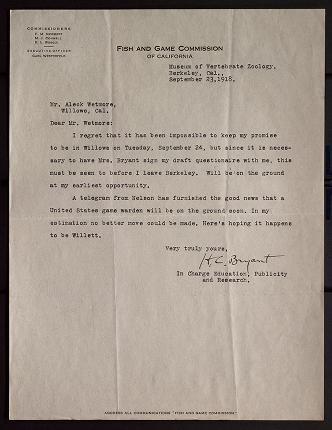 COMMISSIONERS
M. J. CONNELL
EXECUTIVE OFFICER
CARL WESTERFELD
FISH AND GAME COMMISSION
OF CALIFORNIA
Museum of Vertebrate Zoology,
Berkeley, Cal.,
September 23,1918.
Mr. Aleck Wetmore,
Willows, Cal.
Dear Mr. Wetmore:
I regret that it has been impossible to keep my promise
to be in Willows on Tuesday, September 24, but since it is neces-
sary to have Mrs. Bryant sign my draft questionaire with me, this
must be seen to before I leave Berkeley. Will be on the ground
at my earliest opportunity.
A telegram from Nelson has furnished the good news that a
United States game warden will be on the ground soon. In my
estimation no better move could be made. Here's hoping it happens
to be Willett.
Very truly yours,
H. C. Bryant
In Charge Education, Publicity
and Research.
ADDRESS ALL COMMUNICATIONS "FISH AND GAME COMMISSION"